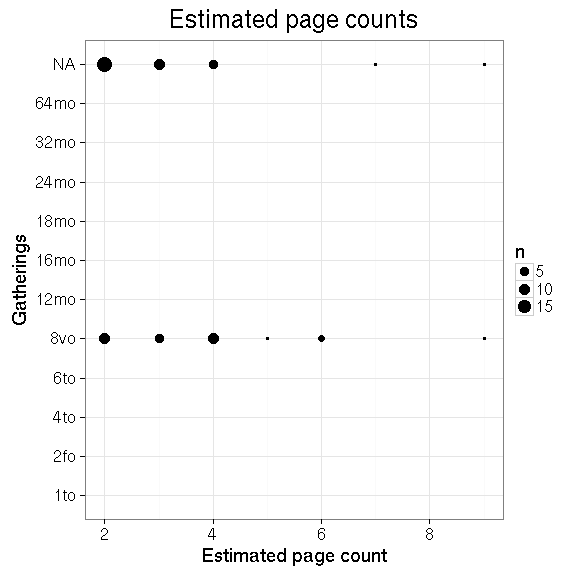 Estimated page counts
NA
64mo
32mo
24mo
18mo
16mo
12mo
8vo
6to
4to
2fo
1to
Gatherings
2 4 6 8
Estimated page count
n
5
10
15